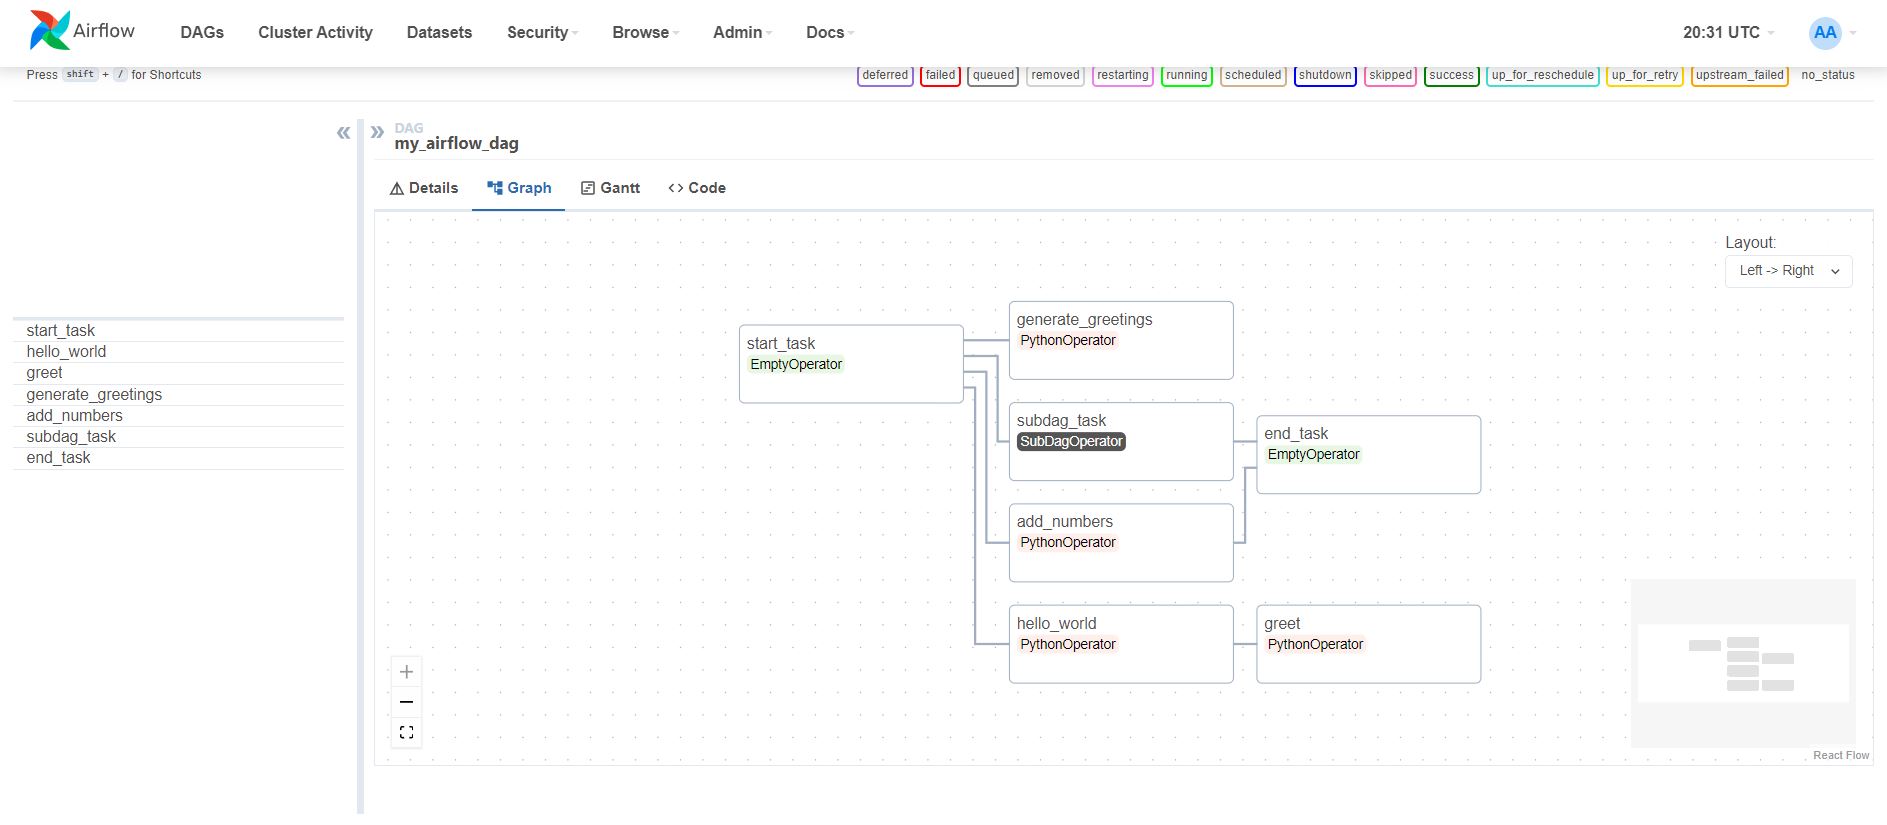 Airflow DAGs Cluster Activity Datasets Security Browse Admin Docs 20:31 UTC AA
Press shift + / for Shortcuts deferred failed queued removed restarting running scheduled shutdown skipped success up_for_reschedule up_for_retry upstream_failed no_status
DAG
my_airflow_dag
Details Graph Gantt Code
Layout:
Left -> Right
start_task
hello_world
greet
generate_greetings
add_numbers
subdag_task
end_task
start_task
EmptyOperator
generate_greetings
PythonOperator
subdag_task
SubDagOperator
end_task
EmptyOperator
add_numbers
PythonOperator
hello_world
PythonOperator
greet
PythonOperator
React Flow